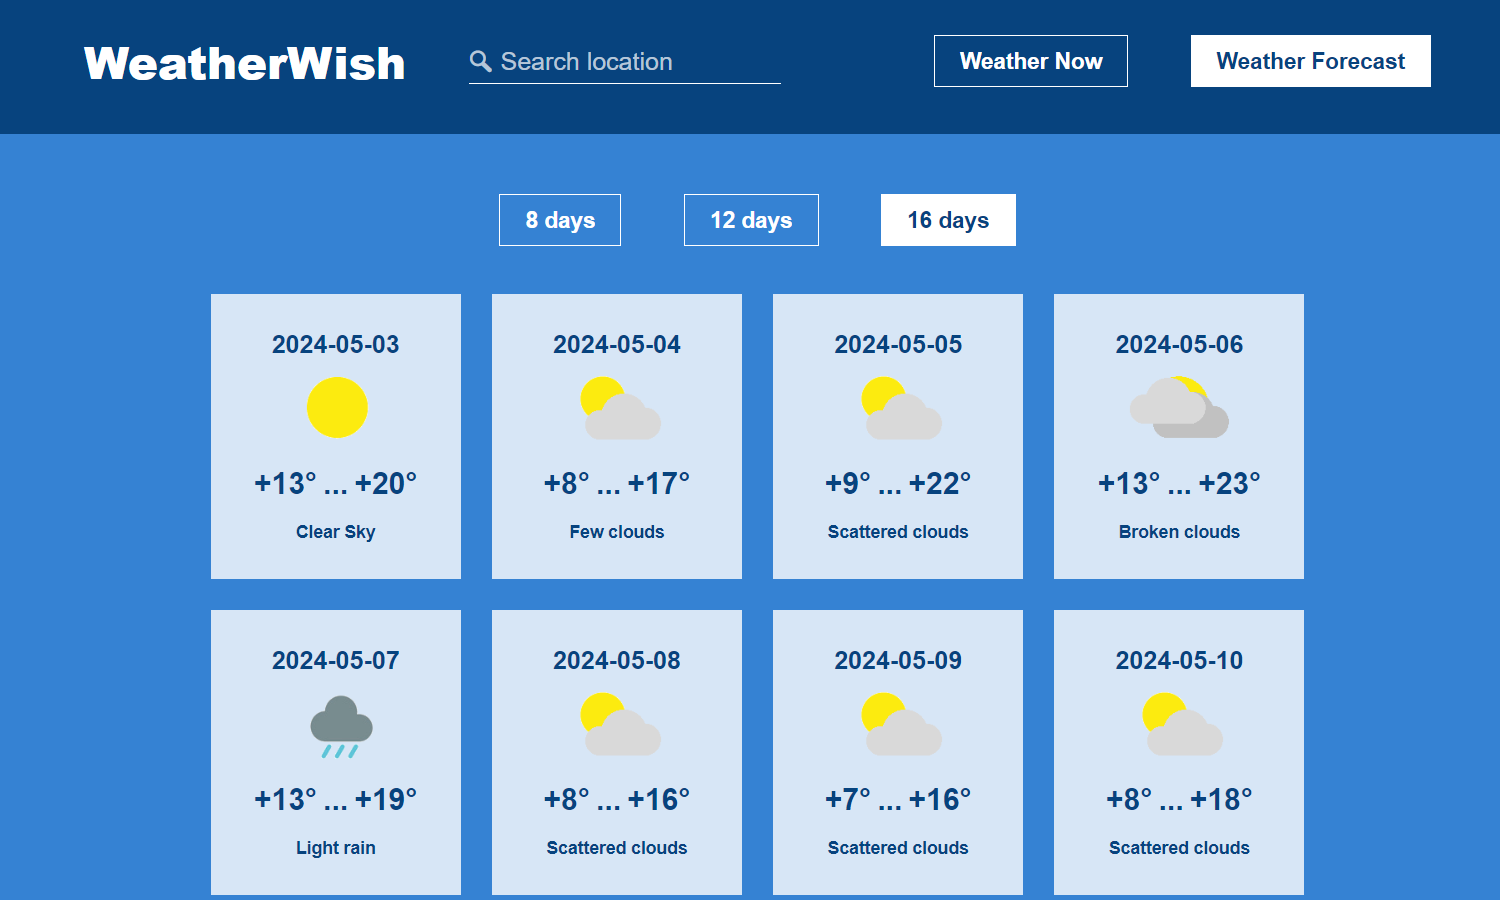 WeatherWish
Search location
Weather Now
Weather Forecast
8 days
12 days
16 days
2024-05-03
+13° ... +20°
Clear Sky
2024-05-04
+8° ... +17°
Few clouds
2024-05-05
+9° ... +22°
Scattered clouds
2024-05-06
+13° ... +23°
Broken clouds
2024-05-07
+13° ... +19°
Light rain
2024-05-08
+8° ... +16°
Scattered clouds
2024-05-09
+7° ... +16°
Scattered clouds
2024-05-10
+8° ... +18°
Scattered clouds